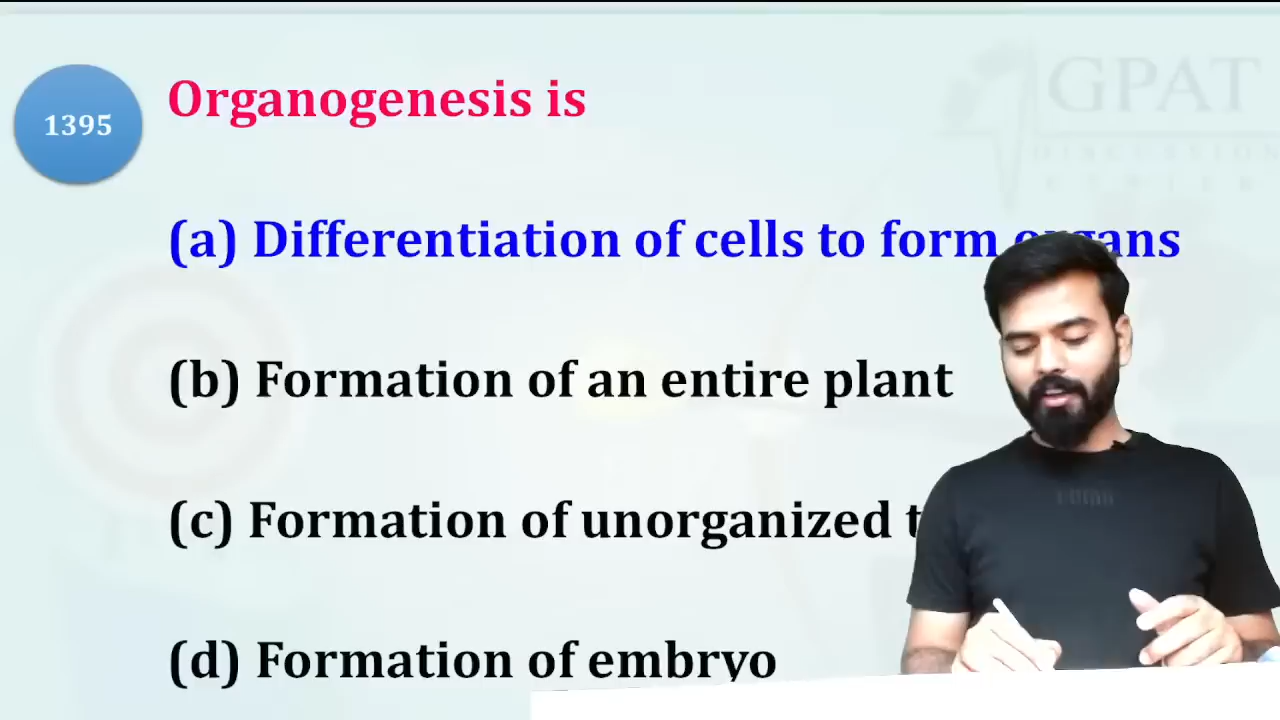 1395
Organogenesis is
GPAT
(a) Differentiation of cells to form organs
(b) Formation of an entire plant
(c) Formation of unorganized
(d) Formation of embryo